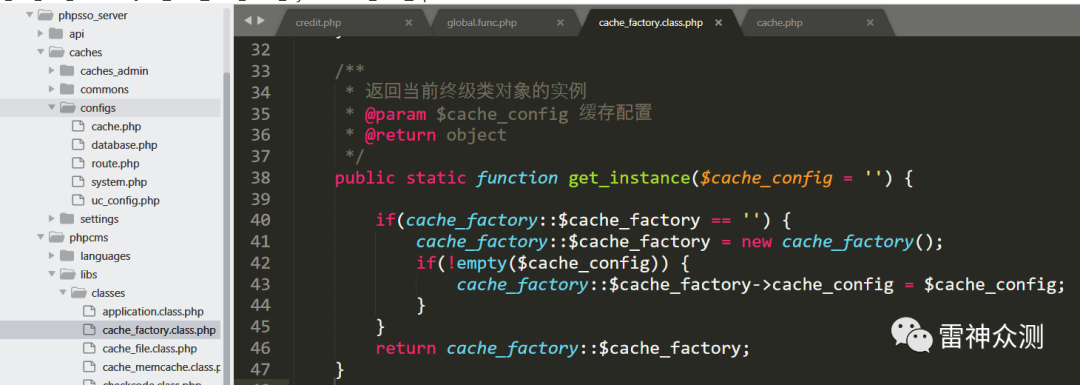 phpsso_server
api
caches
caches_admin
commons
configs
cache.php
database.php
route.php
system.php
uc_config.php
settings
phpcms
languages
libs
classes
application.class.php
cache_factory.class.php
cache_file.class.php
cache_memcache.class.p
checkcode.class.php
credit.php ×
global.func.php ×
cache_factory.class.php ×
cache.php ×
32
33 /**
34 * 返回当前终级类对象的实例
35 * @param $cache_config 缓存配置
36 * @return object
37 */
38 public static function get_instance($cache_config = '') {
39
40 if(cache_factory::$cache_factory == '') {
41 cache_factory::$cache_factory = new cache_factory();
42 if(!empty($cache_config)) {
43 cache_factory::$cache_factory->cache_config = $cache_config;
44 }
45 }
46 return cache_factory::$cache_factory;
47 }
雷神众测